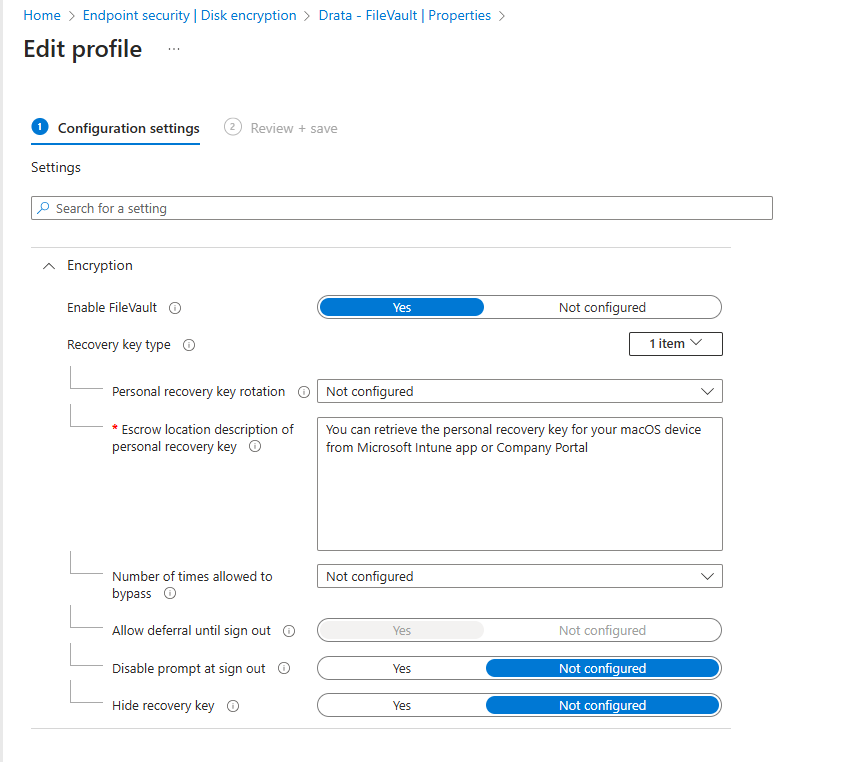 Home > Endpoint security | Disk encryption > Drata - FileVault | Properties >
Edit profile ...
1 Configuration settings 2 Review + save
Settings
Search for a setting
Encryption
Enable FileVault Yes Not configured
Recovery key type 1 item
Personal recovery key rotation Not configured
* Escrow location description of
personal recovery key
You can retrieve the personal recovery key for your macOS device
from Microsoft Intune app or Company Portal
Number of times allowed to
bypass
Not configured
Allow deferral until sign out Yes Not configured
Disable prompt at sign out Yes Not configured
Hide recovery key Yes Not configured